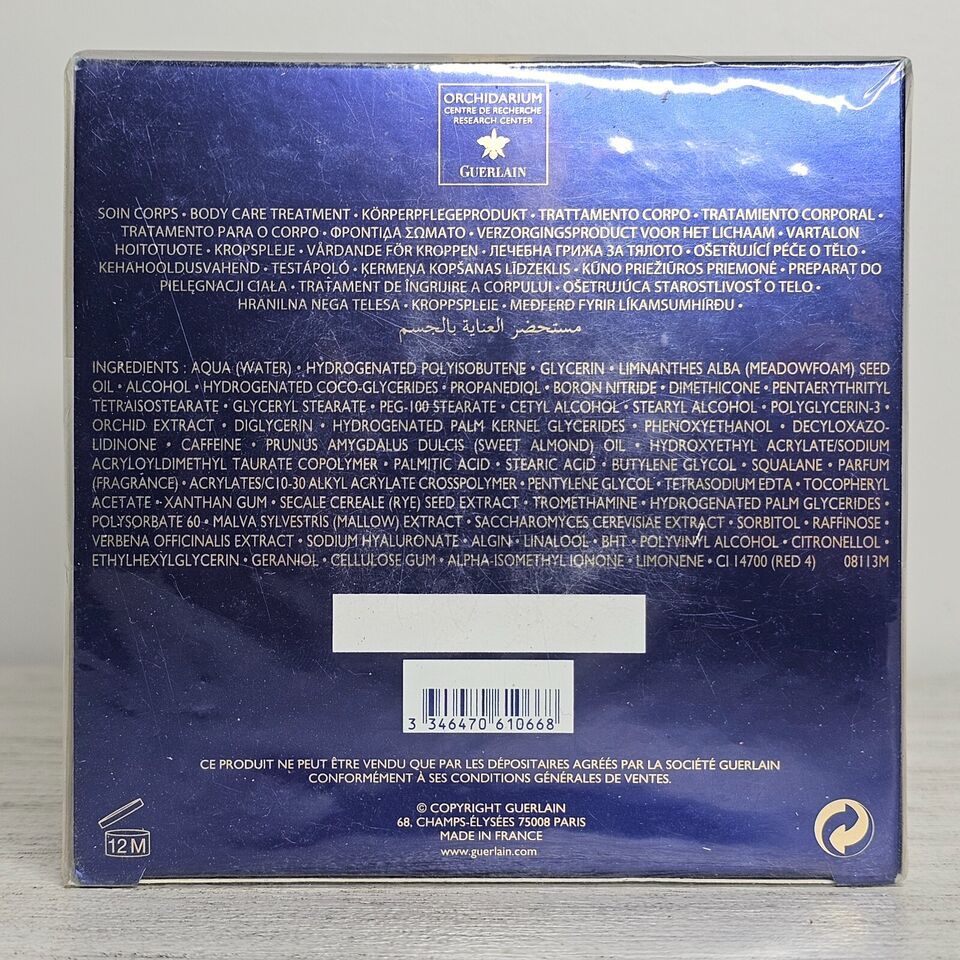 ORCHIDARIUM
CENTRE DE RECHERCHE
RESEARCH CENTER
GUERLAIN
SOIN CORPS • BODY CARE TREATMENT • KÖRPERPFLEGEPRODUKT • TRATTAMENTO CORPO • TRATAMIENTO CORPORAL •
TRATAMENTO PARA O CORPO • ΦΡΟΝΤΙΔΑ ΣΩΜΑΤΟ • VERZORGINGSPRODUCT VOOR HET LICHAAM • VARTALON
HOITOTUOTE • KROPSPLEJE • VÅRDANDE FÖR KROPPEN • ЛЕЧЕБНА ГРИЖА ЗА ТЯЛОТО • OŠETŘUJÍCÍ PÉČE O TĚLO •
KEHAHOOLDUSVAHEND • TESTÁPOLÓ • ĶERMEŅA KOPŠANAS LĪDZEKLIS • KŪNO PRIEŽIŪROS PRIEMONĖ • PREPARAT DO
PIELĘGNACJI CIAŁA • TRATAMENT DE ÎNGRIJIRE A CORPULUI • OŠETRUJÚCA STAROSTLIVOSŤ O TELO •
HRANILNA NEGA TELESA • KROPPSPLEIE • MEÐFERÐ FYRIR LÍKAMSUMHIRÐU •
مستحضر العناية بالجسم
INGREDIENTS : AQUA (WATER) • HYDROGENATED POLYISOBUTENE • GLYCERIN • LIMNANTHES ALBA (MEADOWFOAM) SEED
OIL • ALCOHOL • HYDROGENATED COCO-GLYCERIDES • PROPANEDIOL • BORON NITRIDE • DIMETHICONE • PENTAERYTHRITYL
TETRAISOSTEARATE • GLYCERYL STEARATE • PEG-100 STEARATE • CETYL ALCOHOL • STEARYL ALCOHOL • POLYGLYCERIN-3 •
ORCHID EXTRACT • DIGLYCERIN • HYDROGENATED PALM KERNEL GLYCERIDES • PHENOXYETHANOL • DECYLOXAZO-
LIDINONE • CAFFEINE • PRUNUS AMYGDALUS DULCIS (SWEET ALMOND) OIL • HYDROXYETHYL ACRYLATE/SODIUM
ACRYLOYLDIMETHYL TAURATE COPOLYMER • PALMITIC ACID • STEARIC ACID • BUTYLENE GLYCOL • SQUALANE • PARFUM
(FRAGRANCE) • ACRYLATES/C10-30 ALKYL ACRYLATE CROSSPOLYMER • PENTYLENE GLYCOL • TETRASODIUM EDTA • TOCOPHERYL
ACETATE • XANTHAN GUM • SECALE CEREALE (RYE) SEED EXTRACT • TROMETHAMINE • HYDROGENATED PALM GLYCERIDES •
POLYSORBATE 60 • MALVA SYLVESTRIS (MALLOW) EXTRACT • SACCHAROMYCES CEREVISIAE EXTRACT • SORBITOL • RAFFINOSE •
VERBENA OFFICINALIS EXTRACT • SODIUM HYALURONATE • ALGIN • LINALOOL • BHT • POLYVINYL ALCOHOL • CITRONELLOL •
ETHYLHEXYLGLYCERIN • GERANIOL • CELLULOSE GUM • ALPHA-ISOMETHYL IONONE • LIMONENE • CI 14700 (RED 4) 08113M
3 346470 610668
CE PRODUIT NE PEUT ÊTRE VENDU QUE PAR LES DÉPOSITAIRES AGRÉÉS PAR LA SOCIÉTÉ GUERLAIN
CONFORMÉMENT À SES CONDITIONS GÉNÉRALES DE VENTES.
© COPYRIGHT GUERLAIN
68, CHAMPS-ÉLYSÉES 75008 PARIS
MADE IN FRANCE
www.guerlain.com
12 M